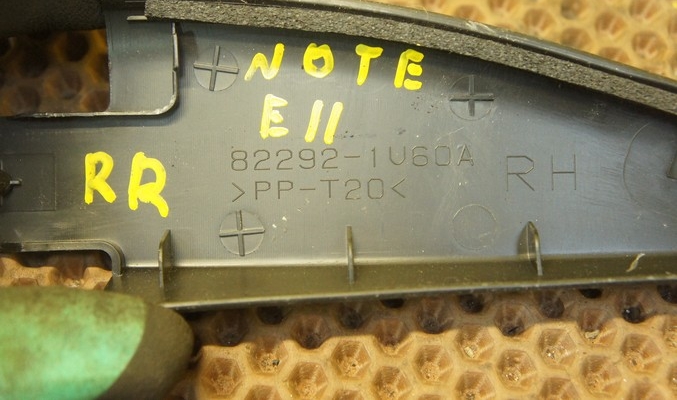 NOTE
E11
82292-1U60A
>PP-T20<
RH
RR